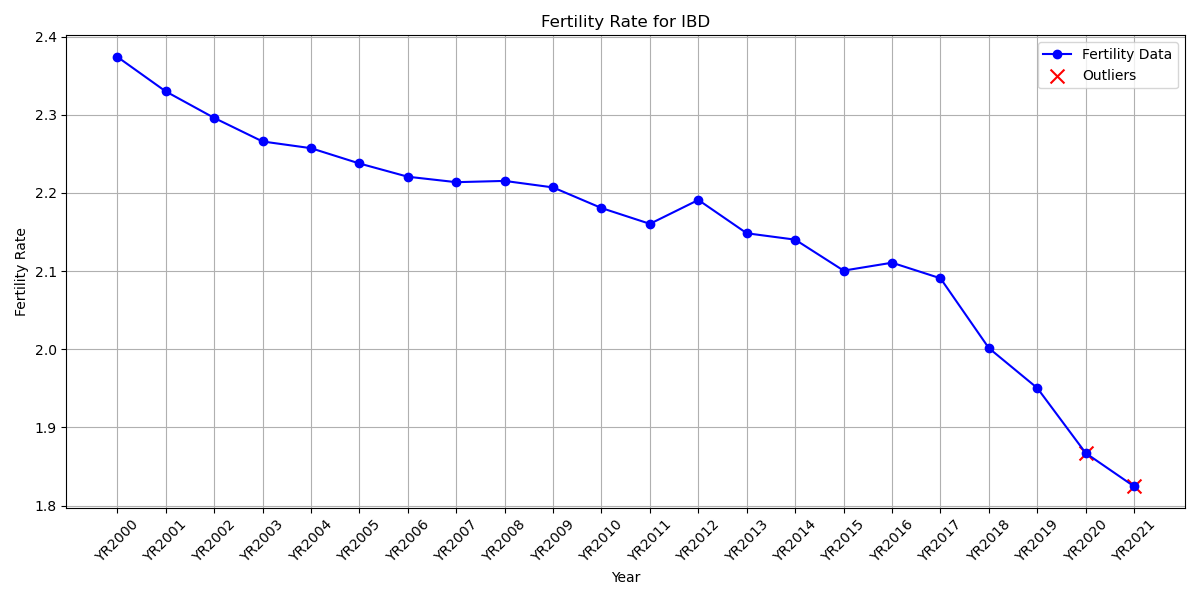 Fertility Rate for IBD
Fertility Data
Outliers
Fertility Rate
2.4
2.3
2.2
2.1
2.0
1.9
1.8
YR2000
YR2001
YR2002
YR2003
YR2004
YR2005
YR2006
YR2007
YR2008
YR2009
YR2010
YR2011
YR2012
YR2013
YR2014
YR2015
YR2016
YR2017
YR2018
YR2019
YR2020
YR2021
Year